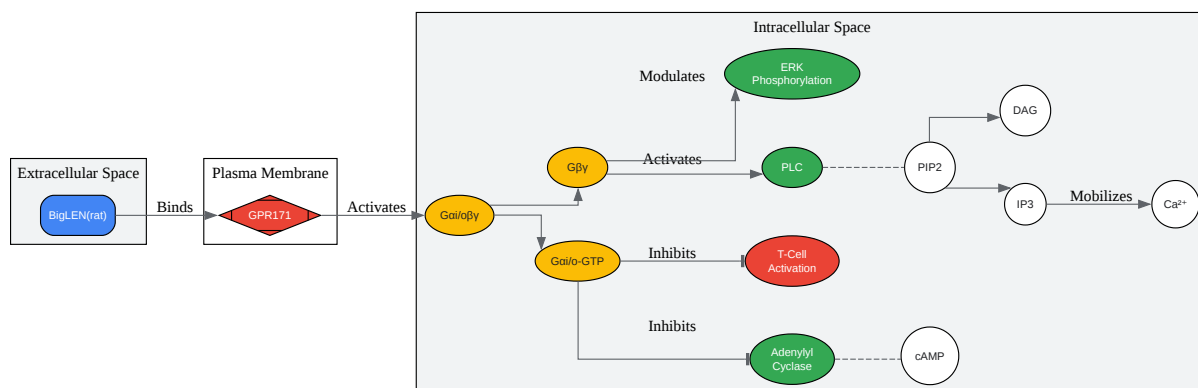 Intracellular Space
ERK
Phosphorylation
Modulates
DAG
Extracellular Space
Plasma Membrane
Gβγ
Activates
PLC
PIP2
BigLEN(rat)
Binds
GPR171
Activates
Gαi/oβγ
IP3
Mobilizes
Ca²⁺
Gαi/o-GTP
Inhibits
T-Cell
Activation
Inhibits
Adenylyl
Cyclase
cAMP